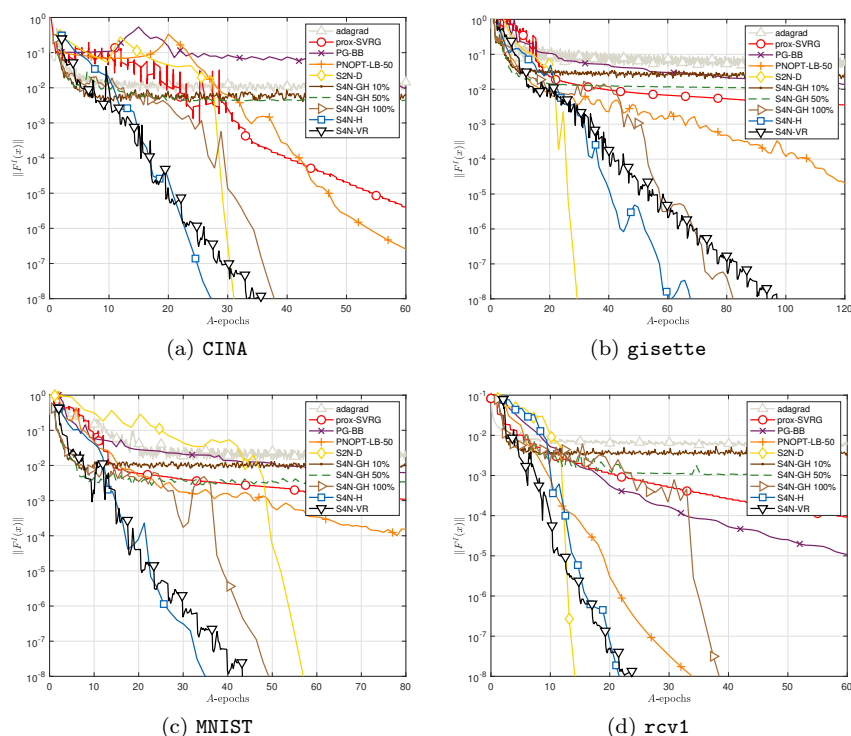 10^1
10^0
10^-1
10^-2
10^-3
10^-4
10^-5
10^-6
10^-7
10^-8
‖F^I(x)‖
0 10 20 30 40 50 60
A-epochs
adagrad
prox-SVRG
PG-BB
PNOPT-LB-50
S2N-D
S4N-GH 10%
S4N-GH 50%
S4N-GH 100%
S4N-H
S4N-VR
(a) CINA
10^0
10^-1
10^-2
10^-3
10^-4
10^-5
10^-6
10^-7
10^-8
‖F^I(x)‖
0 20 40 60 80 100 120
A-epochs
adagrad
prox-SVRG
PG-BB
PNOPT-LB-50
S2N-D
S4N-GH 10%
S4N-GH 50%
S4N-GH 100%
S4N-H
S4N-VR
(b) gisette
10^0
10^-1
10^-2
10^-3
10^-4
10^-5
10^-6
10^-7
10^-8
‖F^I(x)‖
0 10 20 30 40 50 60 70 80
A-epochs
adagrad
prox-SVRG
PG-BB
PNOPT-LB-50
S2N-D
S4N-GH 10%
S4N-GH 50%
S4N-GH 100%
S4N-H
S4N-VR
(c) MNIST
10^-1
10^-2
10^-3
10^-4
10^-5
10^-6
10^-7
10^-8
‖F^I(x)‖
0 10 20 30 40 50 60
A-epochs
adagrad
prox-SVRG
PG-BB
PNOPT-LB-50
S2N-D
S4N-GH 10%
S4N-GH 50%
S4N-GH 100%
S4N-H
S4N-VR
(d) rcv1